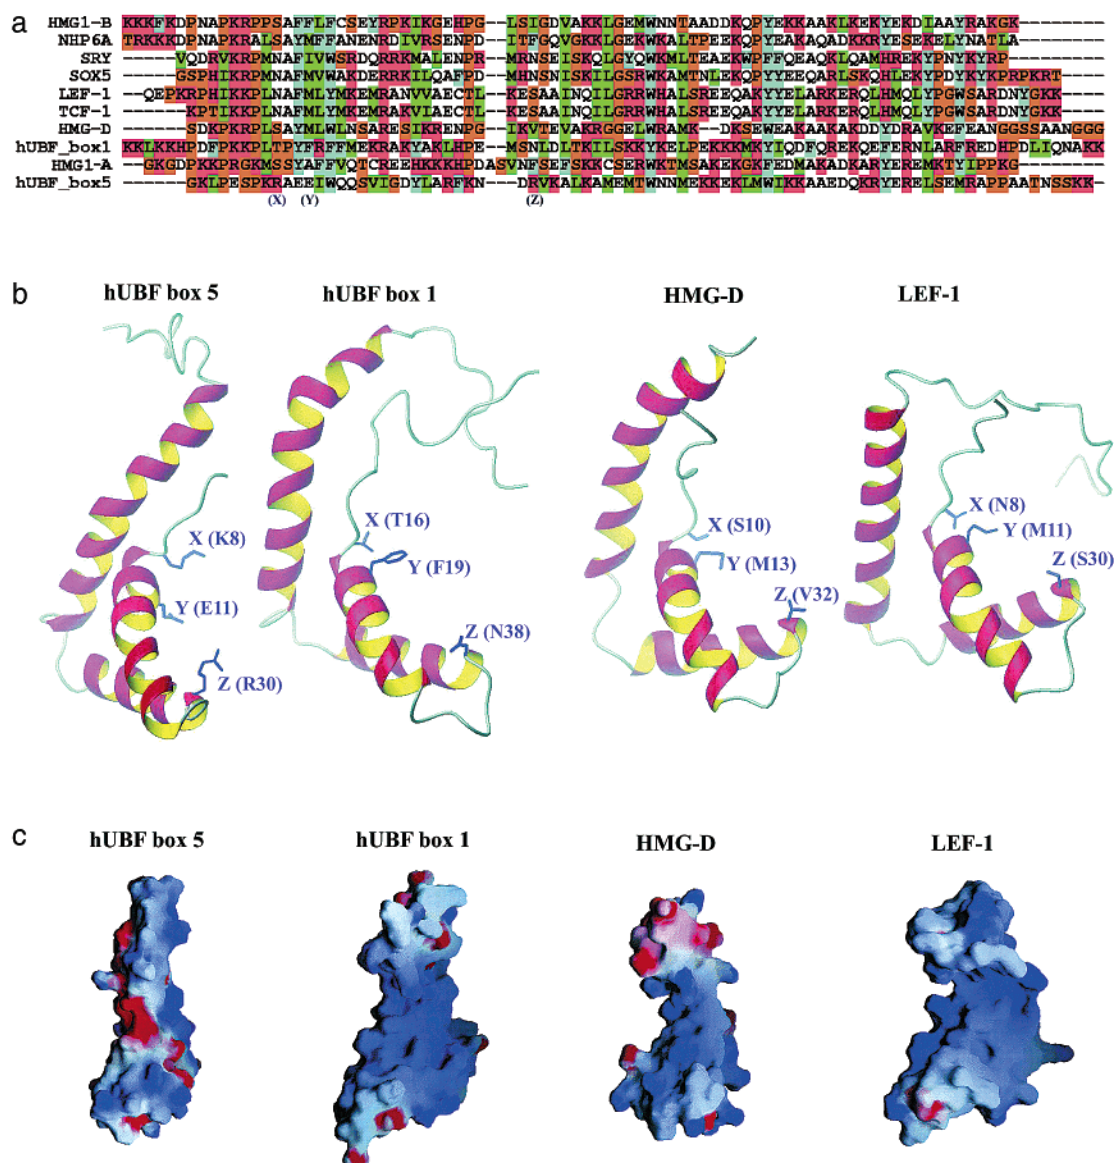 a
HMG1-B KKKFKDPNAPKRPPSAFFLFCSEYRPKIKGEHPG--LSIGDVAKKLGEMWNNTAADDKQPYEKKAAKLKEKYEKDIAAYRAKGK--------
NHP6A TRKKKDPNAPKRALSAYMFFANENRDIVRSENPD--ITFGQVGKKLGEKWKALTPEEKQPYEAKAQADKKRYESEKELYNATLA--------
SRY -----VQDRVKRPMNAFIVWSRDQRRKMALENPR--MRNSEISKQLGYQWKMLTEAEKWPFFQEAQKLQAMHREKYPNYKYRP---------
SOX5 -----GSPHIKRPMNAFMVWAKDERRKILQAFPD--MHNSNISKILGSRWKAMTNLEKQPYYEEQARLSKQHLEKYPDYKYKPRPKRT----
LEF-1 --QEPKRPHIKKPLNAFMLYMKEMRANVVAECTL--KESAAINQILGRRWHALSREEQAKYYELARKERQLHMQLYPGWSARDNYGKK----
TCF-1 ------KPTIKKPLNAFMLYMKEMRAKVIAECTL--KESAAINQILGRRWHALSREEQAKYYELARKERQLHMQLYPGWSARDNYGK-----
HMG-D ------SDKPKRPLSAYMLWLNSARESIKRENPG--IKVTEVAKRGGELWRAMK--DKSEWEAKAAKAKDDYDRAVKEFEANGGSSAANGGG
hUBF_box1 KKLKKHPDFPKKPLTPYFRFFMEKRAKYAKLHPE--MSNLDLTKILSKKYKELPEKKKMKYIQDFQREKQEFERNLARFREDHPDLIQNAKK
HMG1-A --GKGDPKKPRGKMSSYAFFVQTCREEHKKKHPDASVNFSEFSKKCSERWKTMSAKEKGKFEDMAKADKARYEREMKTYIPPKG--------
hUBF_box5 ------GKLPESPKRAEEIWQQSVIGDYLARFKN----DRVKALKAMEMTWNNMEKKEKLMWIKKAAEDQKRYERELSEMRAPPAATNSSKK-
(X) (Y) (Z)
b
hUBF box 5 hUBF box 1 HMG-D LEF-1
X (K8)
Y (E11)
Z (R30)
X (T16)
Y (F19)
Z (N38)
X (S10)
Y (M13)
Z (V32)
X (N8)
Y (M11)
Z (S30)
c
hUBF box 5 hUBF box 1 HMG-D LEF-1